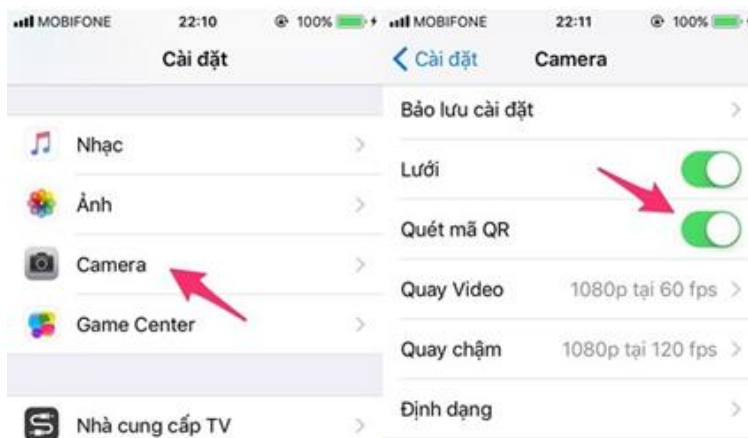 MOBIFONE 22:10 100%
Cài đặt
Nhạc
Ảnh
Camera
Game Center
Nhà cung cấp TV
MOBIFONE 22:11 100%
Cài đặt Camera
Bảo lưu cài đặt
Lưới
Quét mã QR
Quay Video 1080p tại 60 fps
Quay chậm 1080p tại 120 fps
Định dạng